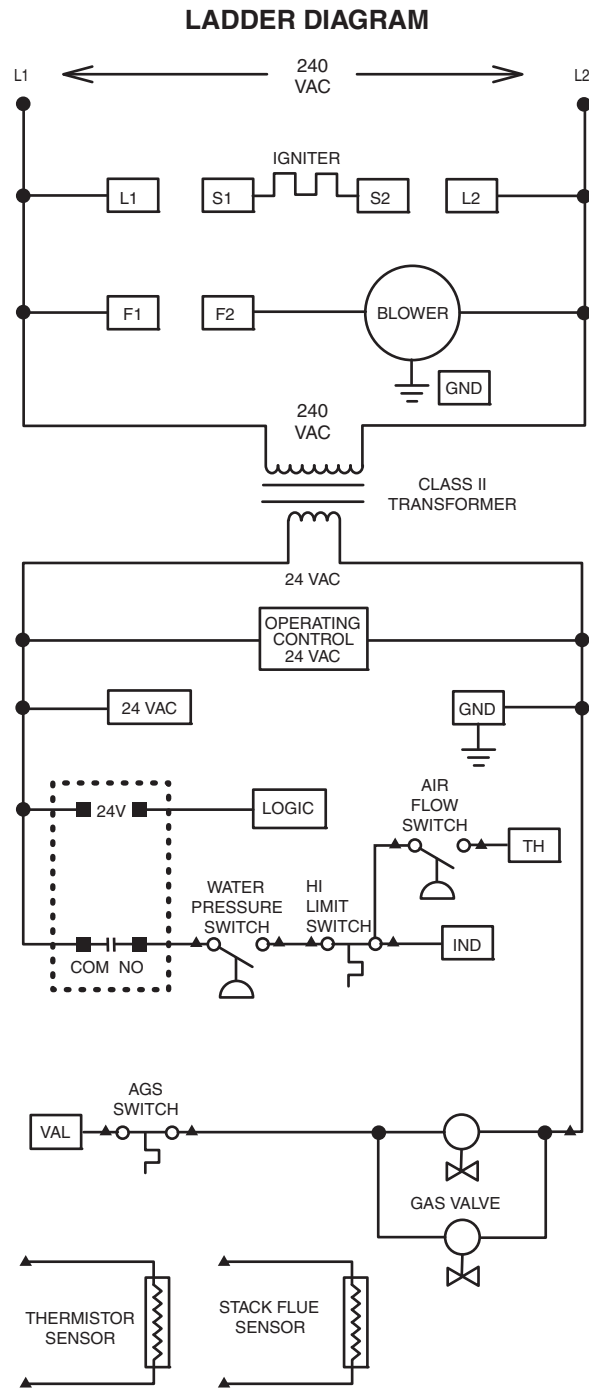 LADDER DIAGRAM
L1
240
VAC
L2
IGNITER
L1
S1
S2
L2
F1
F2
BLOWER
GND
240
VAC
CLASS II
TRANSFORMER
24 VAC
OPERATING
CONTROL
24 VAC
24 VAC
GND
24V
LOGIC
AIR
FLOW
SWITCH
TH
WATER
PRESSURE
SWITCH
HI
LIMIT
SWITCH
IND
COM NO
AGS
SWITCH
VAL
GAS VALVE
THERMISTOR
SENSOR
STACK FLUE
SENSOR